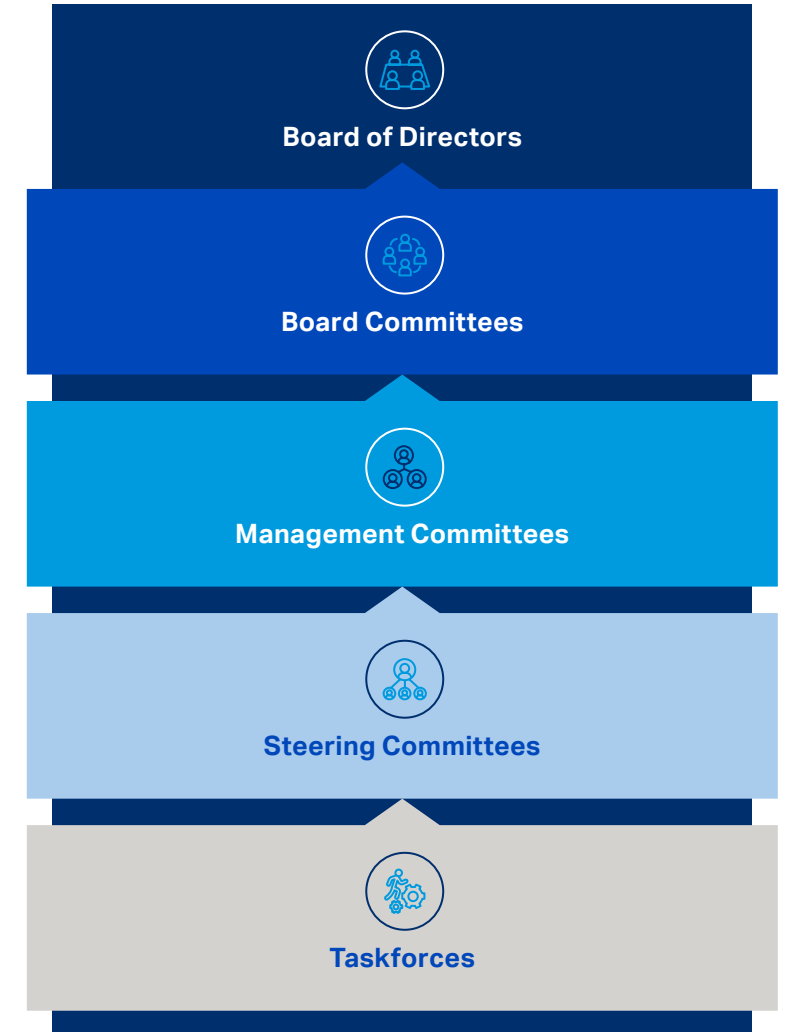 Board of Directors
Board Committees
Management Committees
Steering Committees
Taskforces